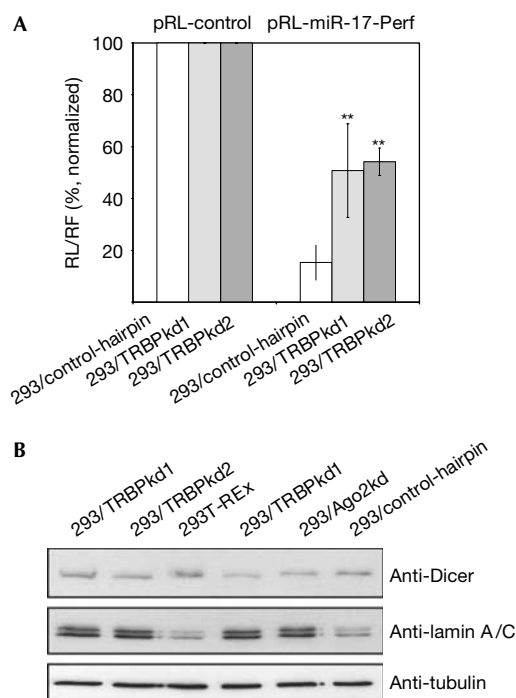 A
pRL-control pRL-miR-17-Perf
RL/RF (%, normalized)
100
80
60
40
20
**
**
293/control-hairpin
293/TRBPkd1
293/TRBPkd2
293/control-hairpin
293/TRBPkd1
293/TRBPkd2
B
293/TRBPkd1
293/TRBPkd2
293T-REx
293/TRBPkd1
293/Ago2kd
293/control-hairpin
Anti-Dicer
Anti-lamin A/C
Anti-tubulin